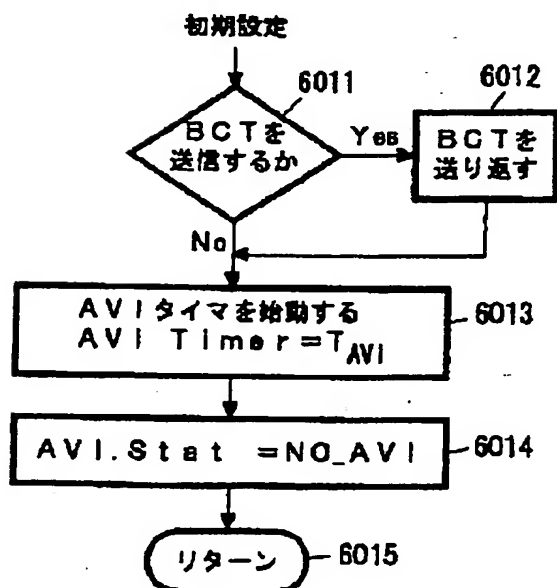 初期設定
6011
BCTを
送信するか
Yes
6012
BCTを
送り返す
No
AVIタイマを始動する
AVI Timer=T_AVI
6013
AVI.Stat =NO_AVI
6014
リターン
6015